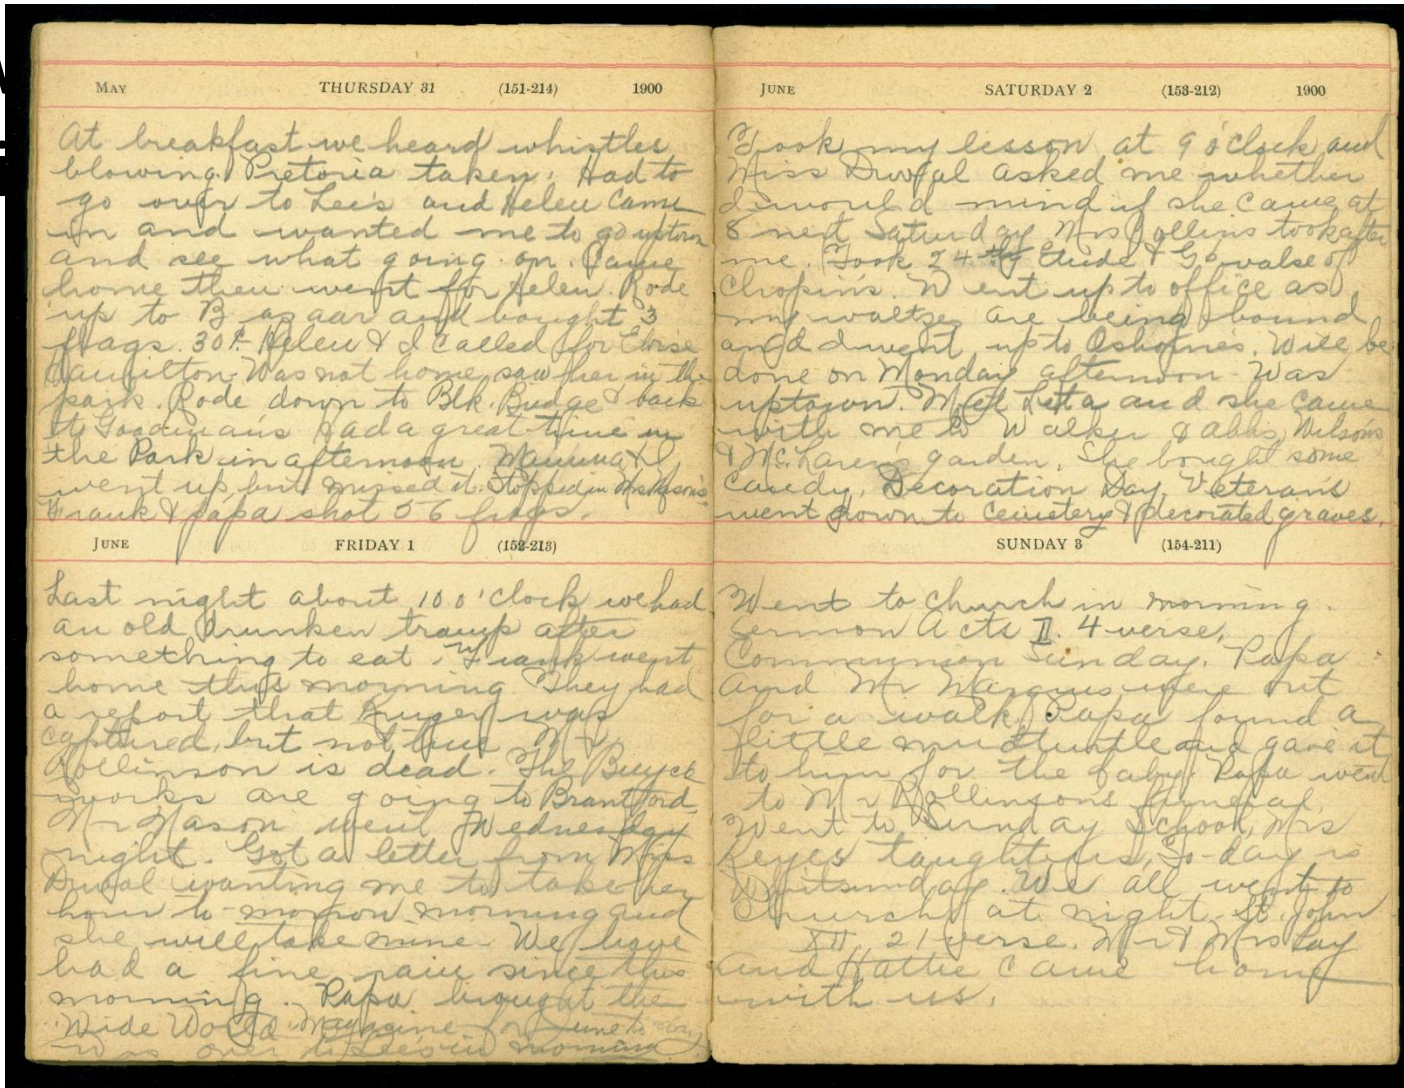 MAY THURSDAY 31 (151-214) 1900
At breakfast we heard whistles
blowing. Pretoria taken. Had to
go over to Lee's and Helen came
in and wanted me to go uptown
and see what going on. Came
home then went for Helen. Rode
up to Bazaar and bought 3
flags. 30¢. Helen & I called for Eloise
Hamilton. Was not home, saw her in the
park. Rode down to Blk. Bridge & back
to Goodman's had a great time in
the Park in afternoon. Mamma & I
went up, but missed it. Stopped in Mrs Mason's
Frank & papa shot 56 frogs.
JUNE FRIDAY 1 (152-213)
Last night about 10 o'clock we had
an old drunken tramp after
something to eat. Frank went
home this morning. They had
a report that Kruger was
captured, but not true. Mr.
Rollinson is dead. The Bicycle
works are going to Brantford.
Mr Mason went Wednesday
night. Got a letter from Miss
Duval wanting me to take her
hour to-morrow morning and
she will take mine. We have
had a fine rain since this
morning. Papa brought the
Wide World Magazine for June to day
Was over to Lee's in morning
JUNE SATURDAY 2 (153-212) 1900
Took my lesson at 9 o'clock and
Miss Duval asked me whether
I would mind if she came at
8 next Saturday. Mrs Rollins took after
me. Took 24th Etude & Go valse of
Chopin's. Went up to office as
my waltzes are being bound
and I went up to Osborne's. Will be
done on Monday afternoon. Was
uptown. Met Leta and she came
with me to Walker & Abbs, Wilson's
& McLaren's garden. She bought some
candy. Decoration Day. Veterans
went down to cemetery & decorated graves.
SUNDAY 3 (154-211)
Went to church in morning.
Sermon Acts II. 4 verse.
Communion Sunday. Papa
and Mr Marquis were out
for a walk. Papa found a
little mudturtle and gave it
to him for the baby. Papa went
to Mr Rollinson's funeral.
Went to Sunday School, Mrs
Keyes taught us. To-day is
Whitsunday. We all went to
Church at night. St. John
XII. 21 verse. Mr & Mrs Lay
and Hattie came home
with us.